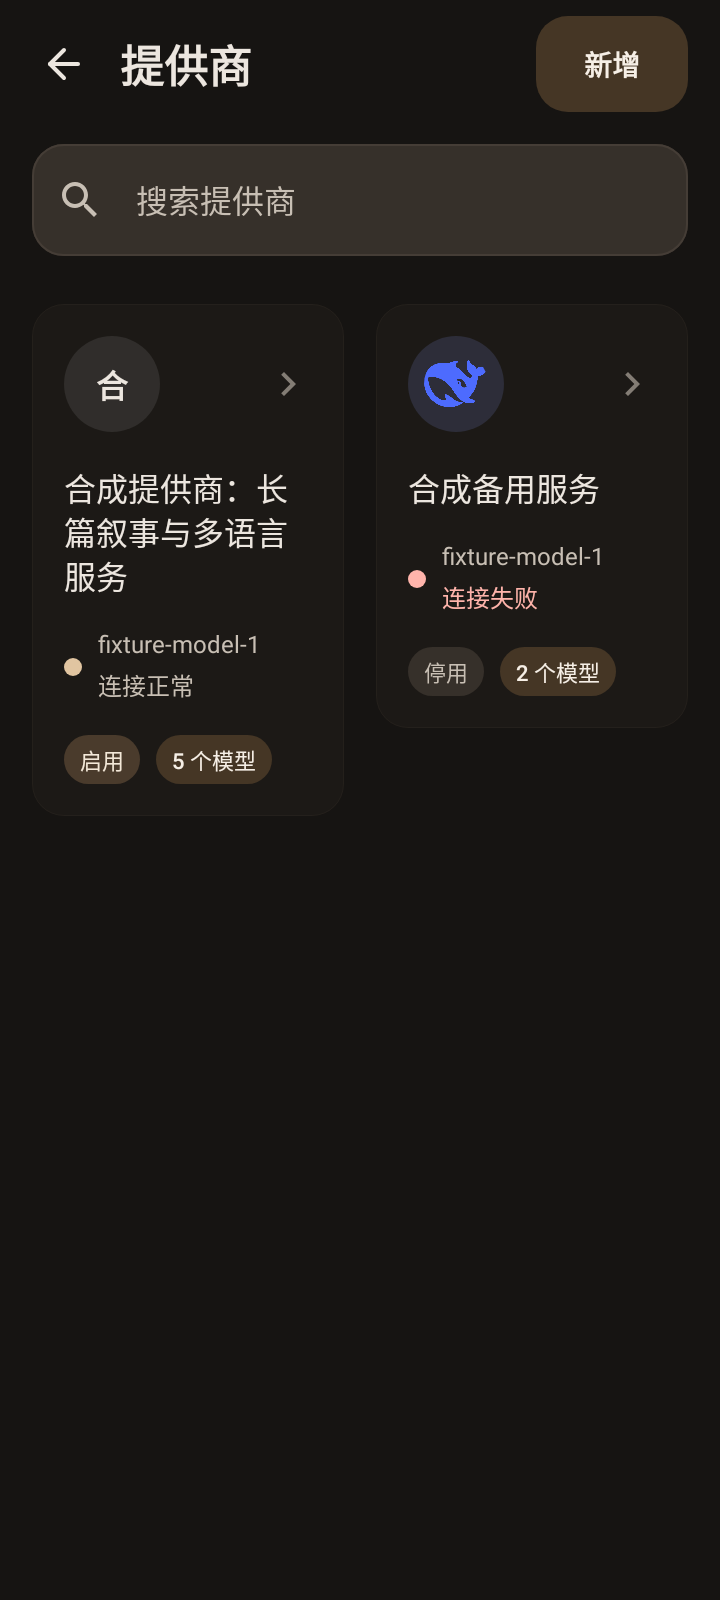 提供商
新增
搜索提供商
合
合成提供商：长
篇叙事与多语言
服务
fixture-model-1
连接正常
启用
5 个模型
合成备用服务
fixture-model-1
连接失败
停用
2 个模型